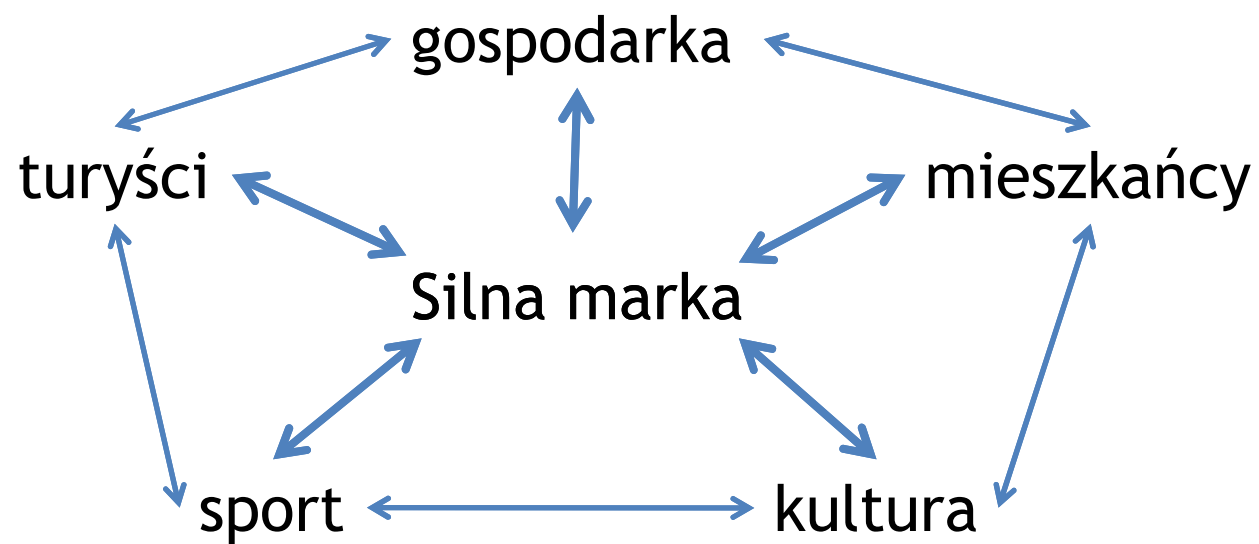 gospodarka
turyści
mieszkańcy
Silna marka
sport
kultura